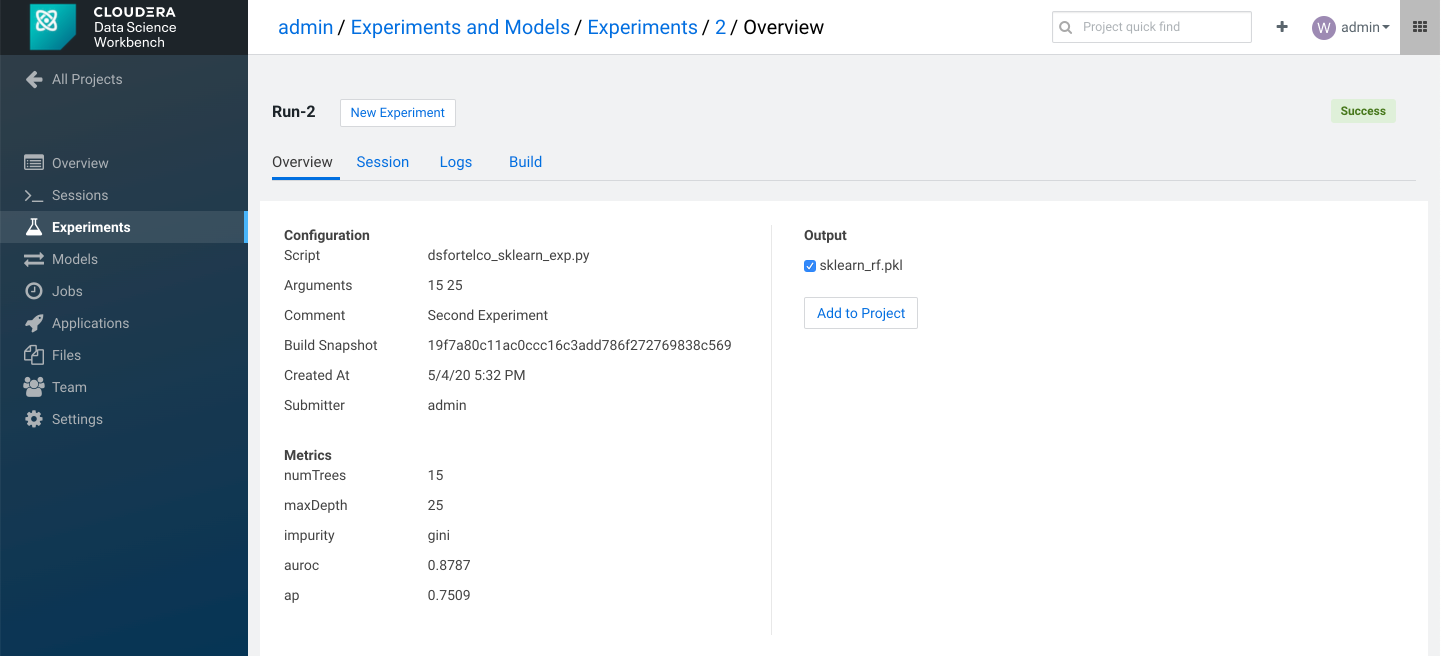 CLOUDERA
Data Science
Workbench
admin / Experiments and Models / Experiments / 2 / Overview
Project quick find
+
W admin
All Projects
Overview
Sessions
Experiments
Models
Jobs
Applications
Files
Team
Settings
Run-2 New Experiment Success
Overview Session Logs Build
Configuration
Script dsfortelco_sklearn_exp.py
Arguments 15 25
Comment Second Experiment
Build Snapshot 19f7a80c11ac0ccc16c3add786f272769838c569
Created At 5/4/20 5:32 PM
Submitter admin
Metrics
numTrees 15
maxDepth 25
impurity gini
auroc 0.8787
ap 0.7509
Output
sklearn_rf.pkl
Add to Project